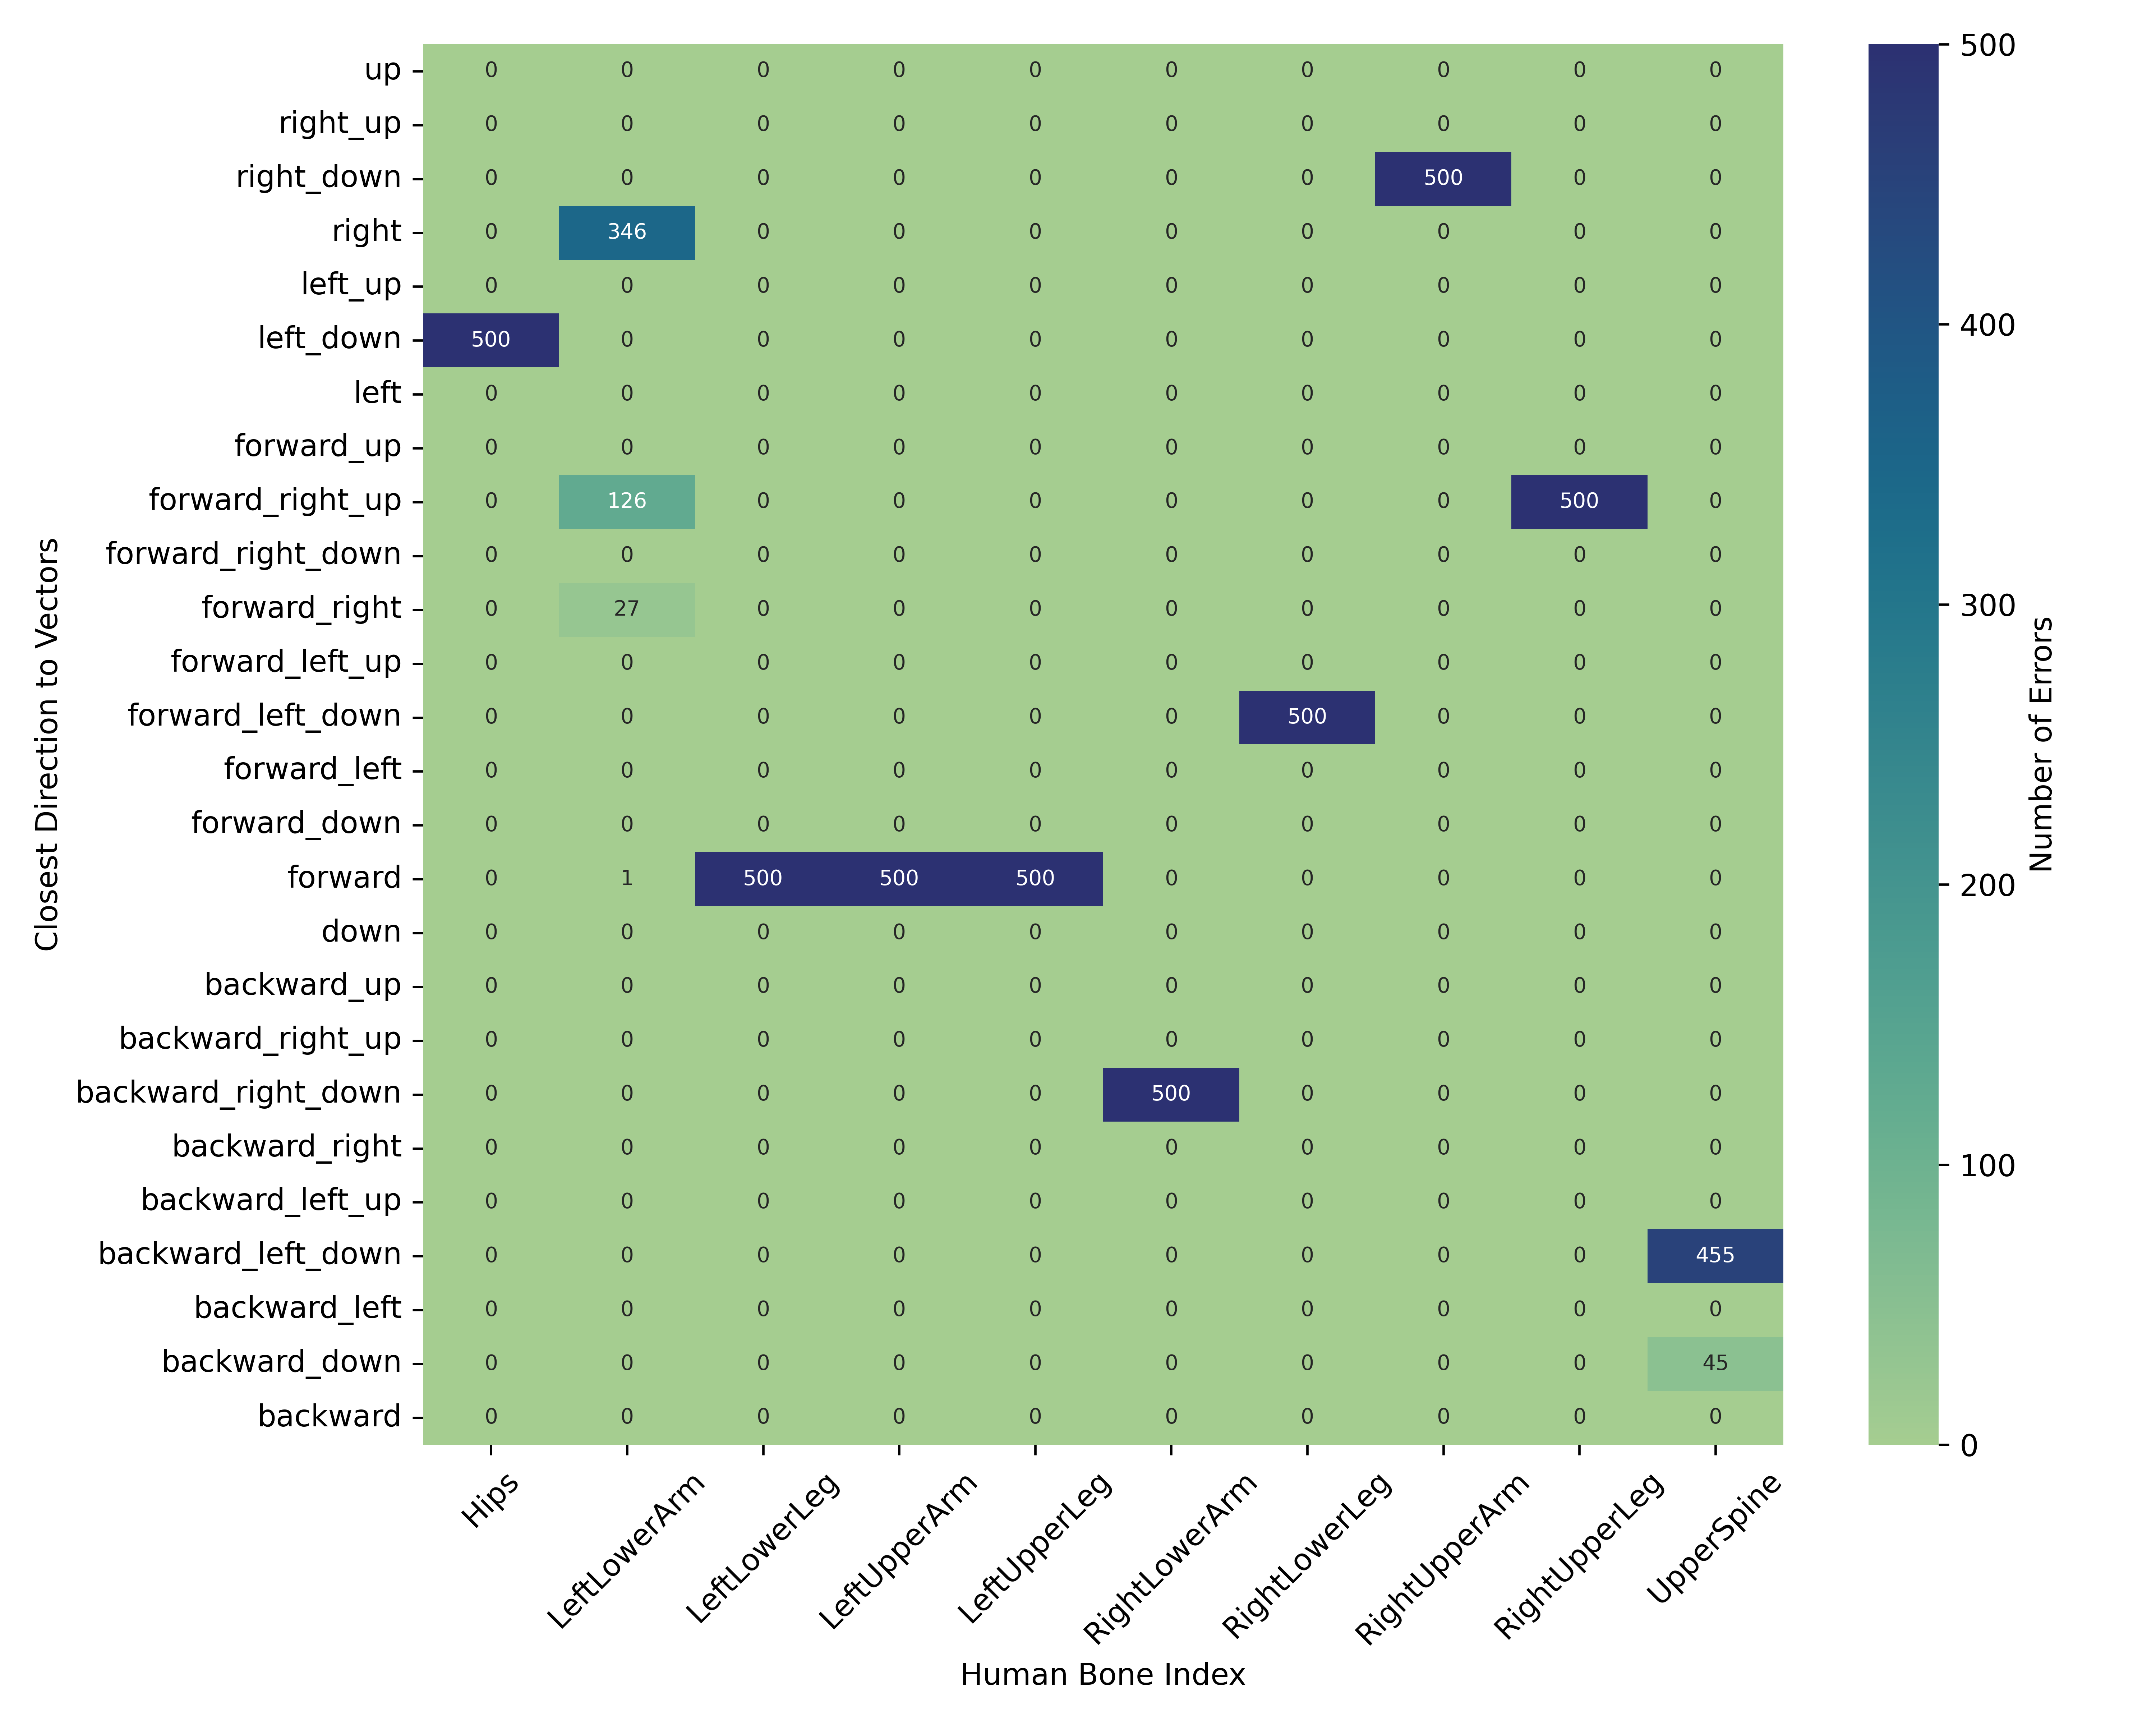 up 0 0 0 0 0 0 0 0 0 0
right_up 0 0 0 0 0 0 0 0 0 0
right_down 0 0 0 0 0 0 0 500 0 0
right 0 346 0 0 0 0 0 0 0 0
left_up 0 0 0 0 0 0 0 0 0 0
left_down 500 0 0 0 0 0 0 0 0 0
left 0 0 0 0 0 0 0 0 0 0
forward_up 0 0 0 0 0 0 0 0 0 0
forward_right_up 0 126 0 0 0 0 0 0 500 0
forward_right_down 0 0 0 0 0 0 0 0 0 0
forward_right 0 27 0 0 0 0 0 0 0 0
forward_left_up 0 0 0 0 0 0 0 0 0 0
forward_left_down 0 0 0 0 0 0 500 0 0 0
forward_left 0 0 0 0 0 0 0 0 0 0
forward_down 0 0 0 0 0 0 0 0 0 0
forward 0 1 500 500 500 0 0 0 0 0
down 0 0 0 0 0 0 0 0 0 0
backward_up 0 0 0 0 0 0 0 0 0 0
backward_right_up 0 0 0 0 0 0 0 0 0 0
backward_right_down 0 0 0 0 0 500 0 0 0 0
backward_right 0 0 0 0 0 0 0 0 0 0
backward_left_up 0 0 0 0 0 0 0 0 0 0
backward_left_down 0 0 0 0 0 0 0 0 0 455
backward_left 0 0 0 0 0 0 0 0 0 0
backward_down 0 0 0 0 0 0 0 0 0 45
backward 0 0 0 0 0 0 0 0 0 0
Hips LeftLowerArm LeftLowerLeg LeftUpperArm LeftUpperLeg RightLowerArm RightLowerLeg RightUpperArm RightUpperLeg UpperSpine
Human Bone Index
Closest Direction to Vectors
500
400
300
200
100
0
Number of Errors